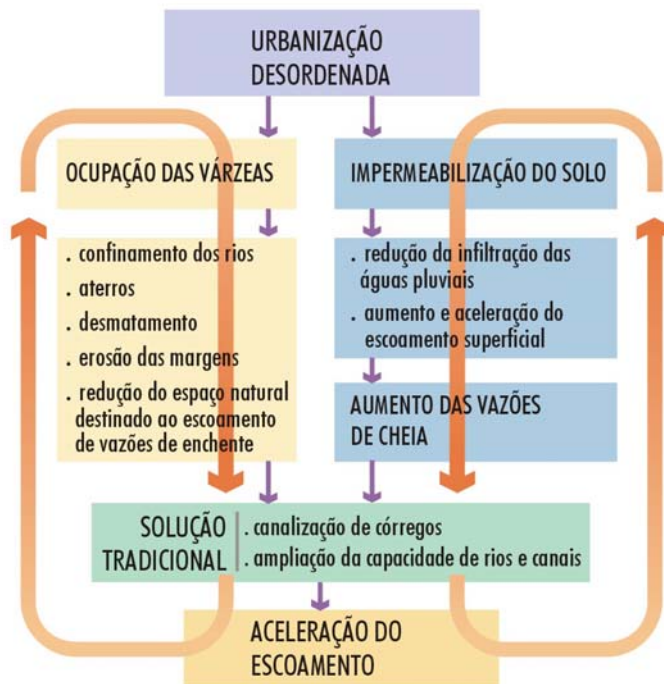 URBANIZAÇÃO
DESORDENADA
OCUPAÇÃO DAS VÁRZEAS
. confinamento dos rios
. aterros
. desmatamento
. erosão das margens
. redução do espaço natural
destinado ao escoamento
de vazões de enchente
IMPERMEABILIZAÇÃO DO SOLO
. redução da infiltração das
águas pluviais
. aumento e aceleração do
escoamento superficial
AUMENTO DAS VAZÕES
DE CHEIA
SOLUÇÃO
TRADICIONAL
. canalização de córregos
. ampliação da capacidade de rios e canais
ACELERAÇÃO DO
ESCOAMENTO